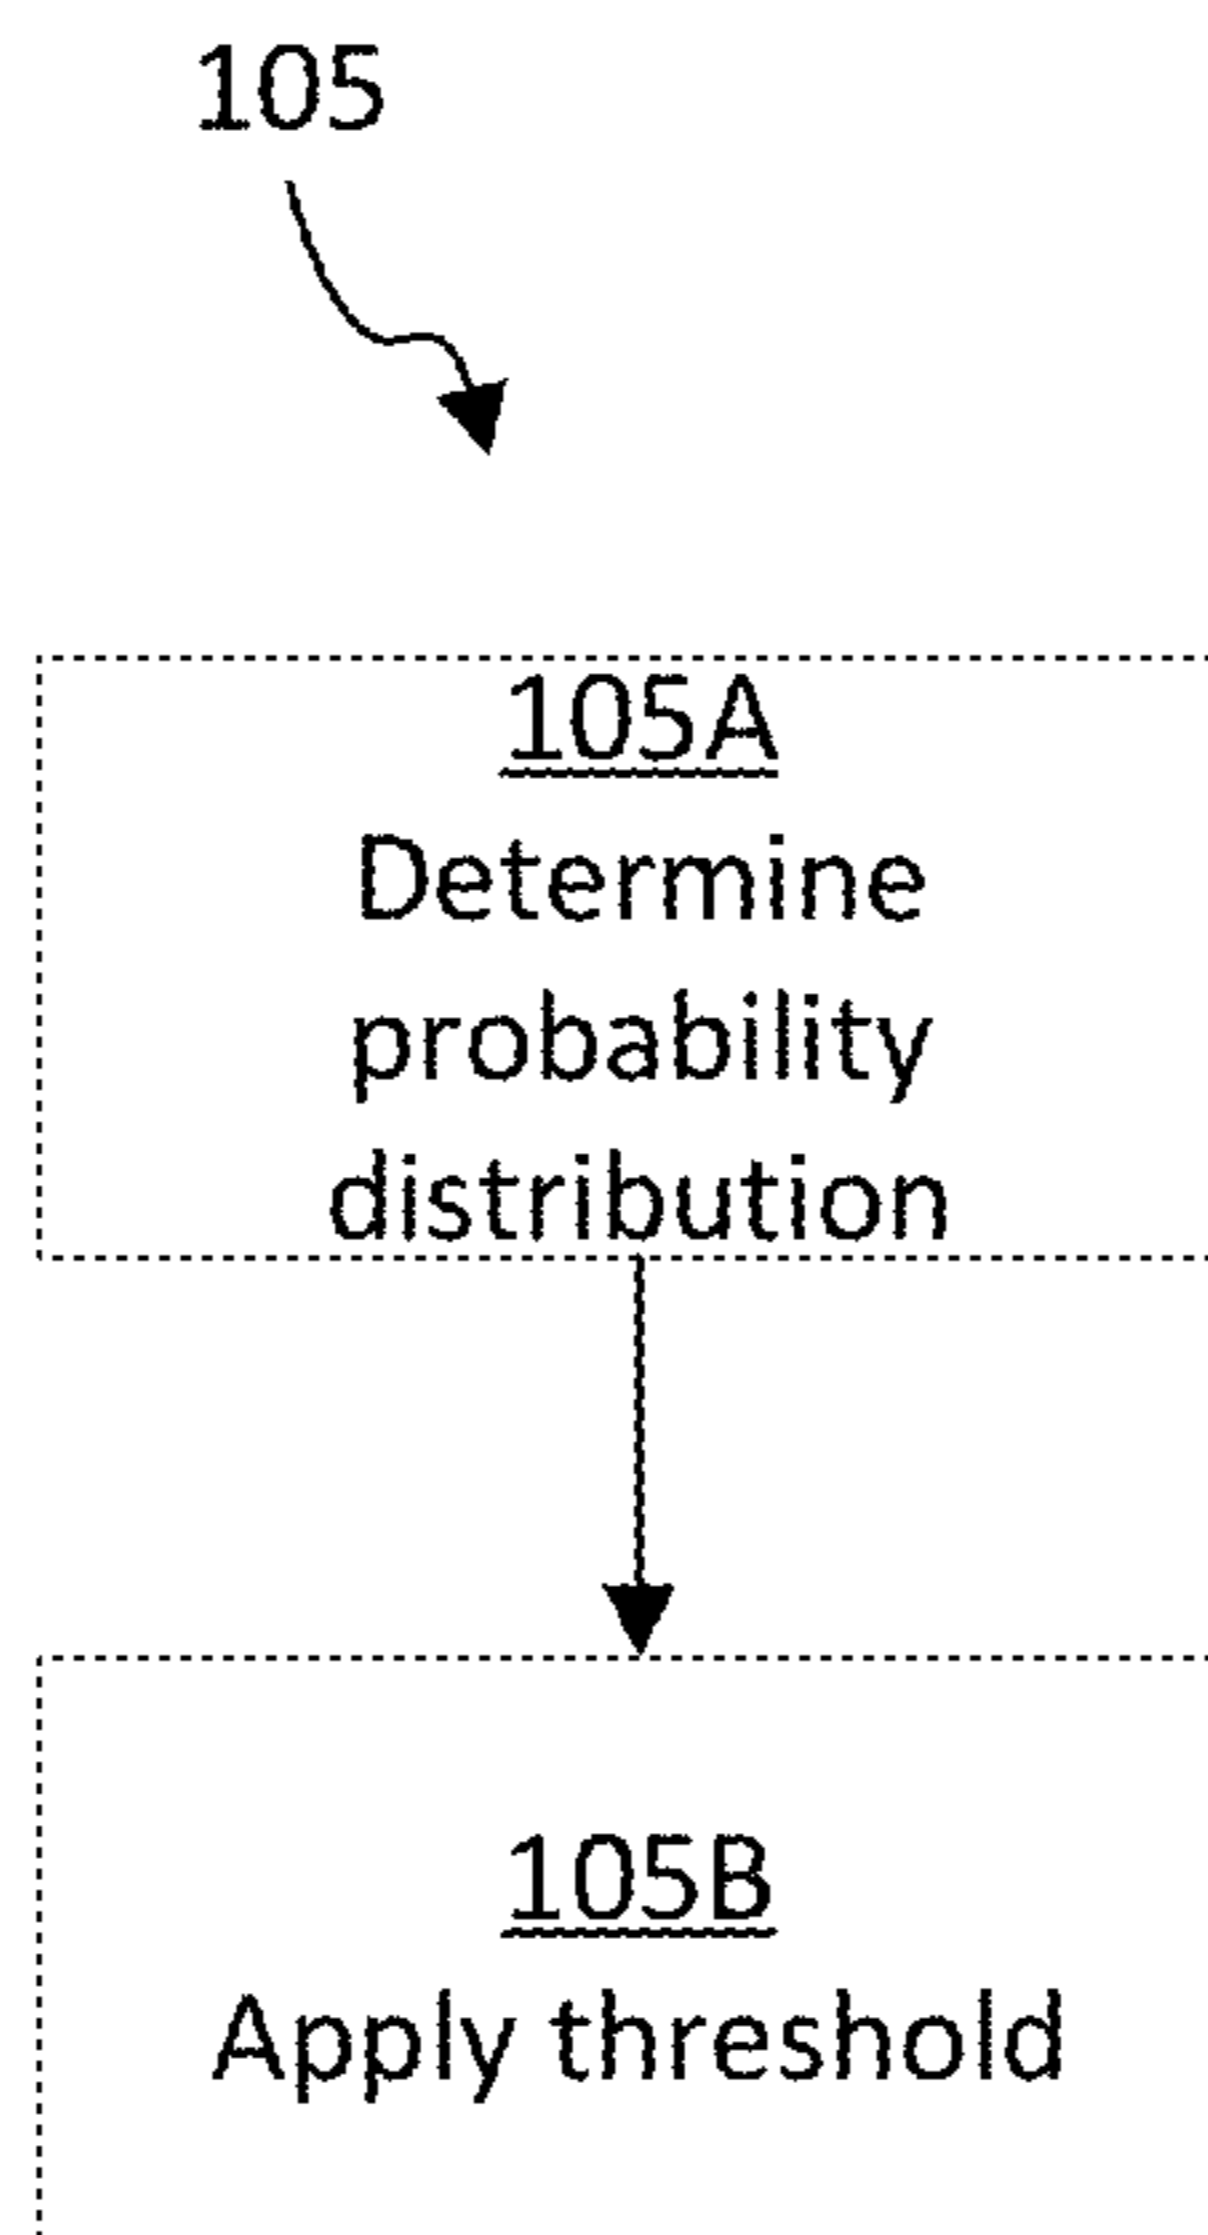 105
105A
Determine
probability
distribution
105B
Apply threshold